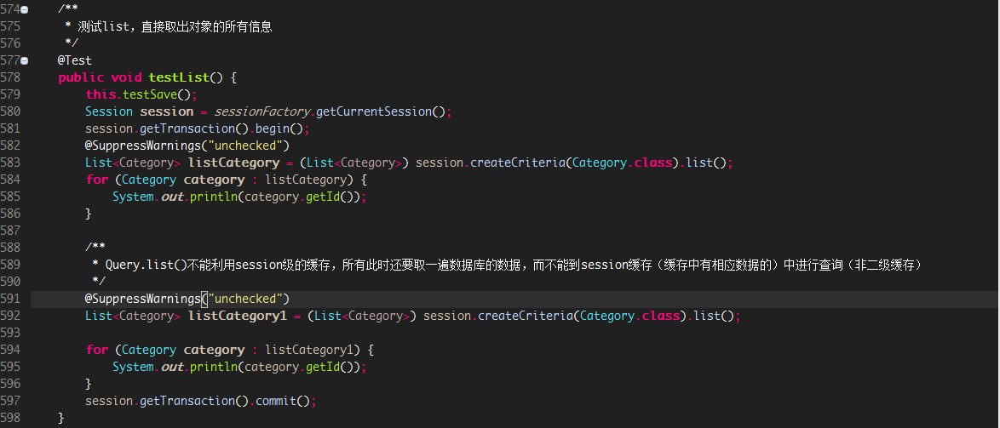 574 /**
575 * 测试list，直接取出对象的所有信息
576 */
577 @Test
578 public void testList() {
579 this.testSave();
580 Session session = sessionFactory.getCurrentSession();
581 session.getTransaction().begin();
582 @SuppressWarnings("unchecked")
583 List<Category> listCategory = (List<Category>) session.createCriteria(Category.class).list();
584 for (Category category : listCategory) {
585 System.out.println(category.getId());
586 }
587
588 /**
589 * Query.list()不能利用session级的缓存，所有此时还要取一遍数据库的数据，而不能到session缓存（缓存中有相应数据的）中进行查询（非二级缓存）
590 */
591 @SuppressWarnings("unchecked")
592 List<Category> listCategory1 = (List<Category>) session.createCriteria(Category.class).list();
593
594 for (Category category : listCategory1) {
595 System.out.println(category.getId());
596 }
597 session.getTransaction().commit();
598 }